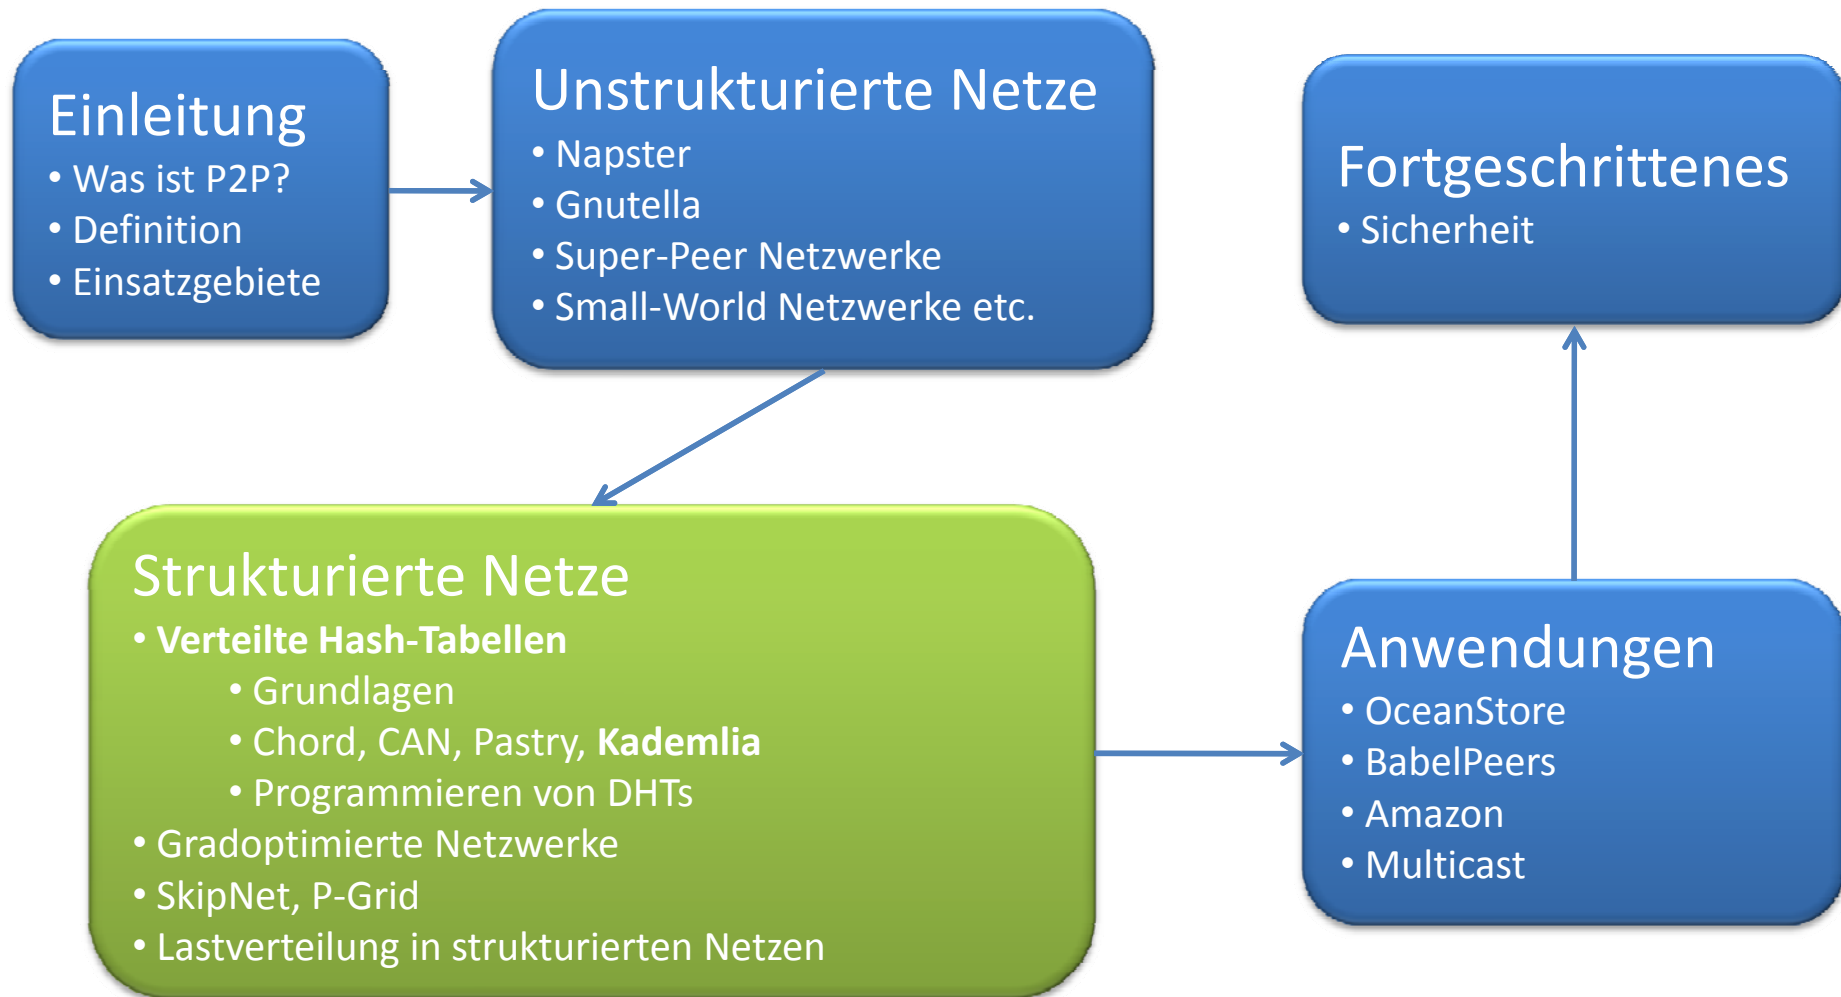 Einleitung
• Was ist P2P?
• Definition
• Einsatzgebiete
Unstrukturierte Netze
• Napster
• Gnutella
• Super-Peer Netzwerke
• Small-World Netzwerke etc.
Strukturierte Netze
• Verteilte Hash-Tabellen
• Grundlagen
• Chord, CAN, Pastry, Kademlia
• Programmieren von DHTs
• Gradoptimierte Netzwerke
• SkipNet, P-Grid
• Lastverteilung in strukturierten Netzen
Anwendungen
• OceanStore
• BabelPeers
• Amazon
• Multicast
Fortgeschrittenes
• Sicherheit